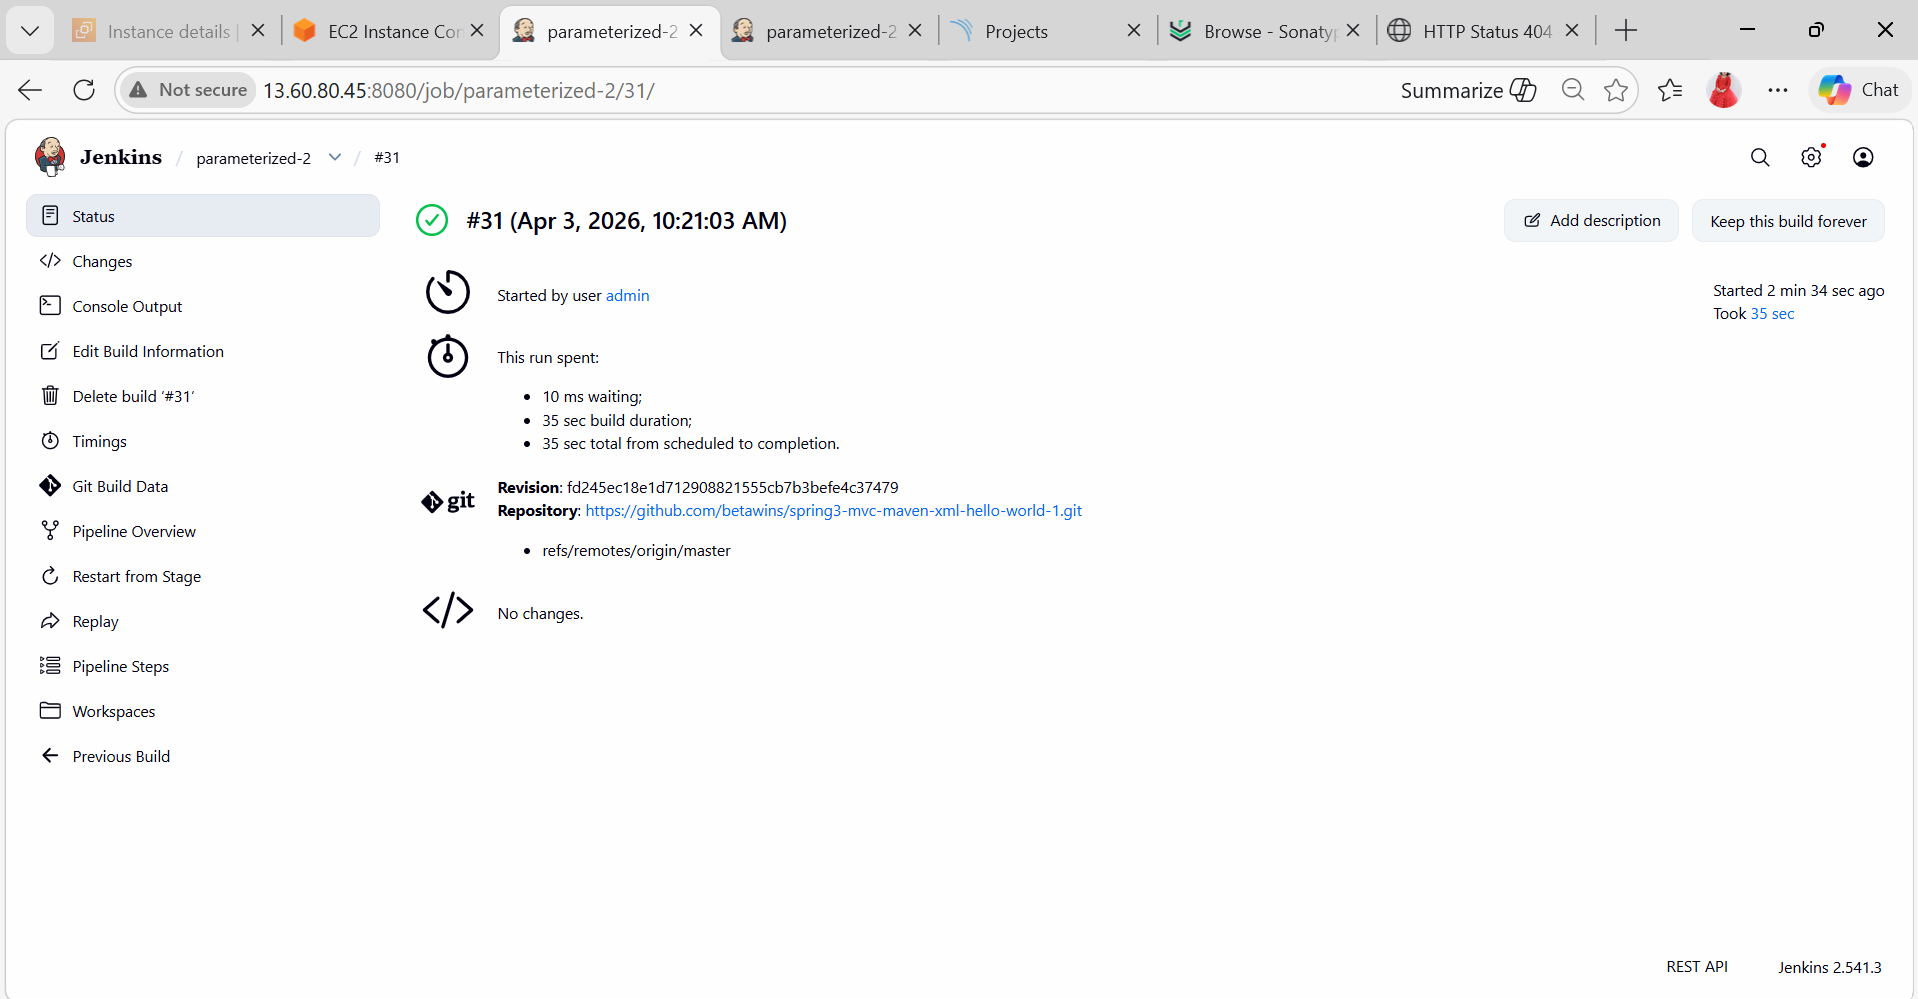 Instance details
EC2 Instance Con
parameterized-2
parameterized-2
Projects
Browse - Sonatyp
HTTP Status 404
Not secure
13.60.80.45:8080/job/parameterized-2/31/
Summarize
Chat
Jenkins / parameterized-2 / #31
Status
Changes
Console Output
Edit Build Information
Delete build ‘#31’
Timings
Git Build Data
Pipeline Overview
Restart from Stage
Replay
Pipeline Steps
Workspaces
Previous Build
#31 (Apr 3, 2026, 10:21:03 AM)
Add description
Keep this build forever
Started by user admin
Started 2 min 34 sec ago
Took 35 sec
This run spent:
10 ms waiting;
35 sec build duration;
35 sec total from scheduled to completion.
git
Revision: fd245ec18e1d712908821555cb7b3befe4c37479
Repository: https://github.com/betawins/spring3-mvc-maven-xml-hello-world-1.git
refs/remotes/origin/master
No changes.
REST API
Jenkins 2.541.3